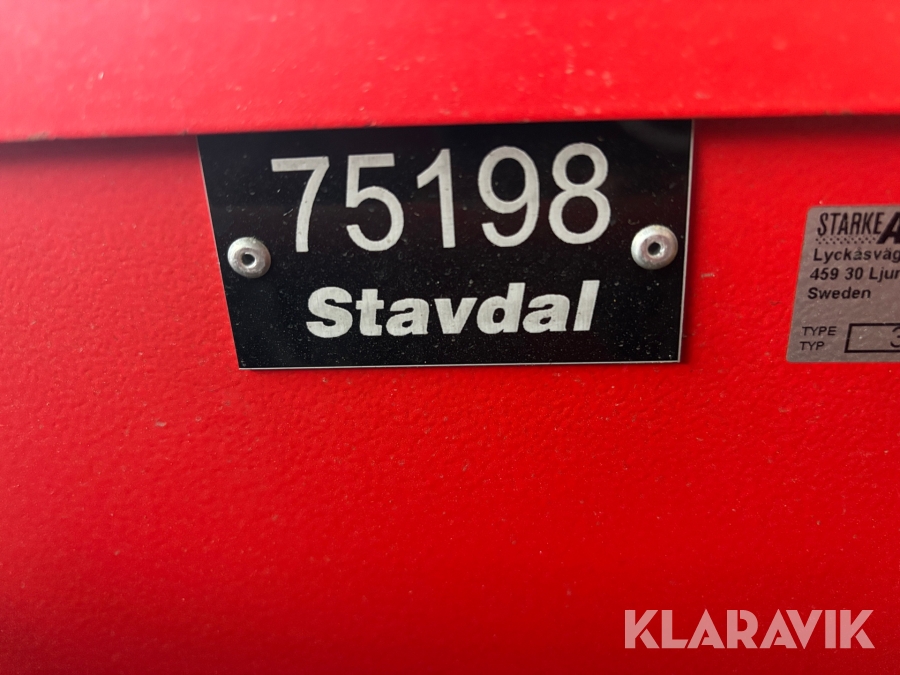 75198
Stavdal
STARKE
Lyckåsväg
459 30 Ljun
Sweden
TYPE
TYP
KLARAVIK